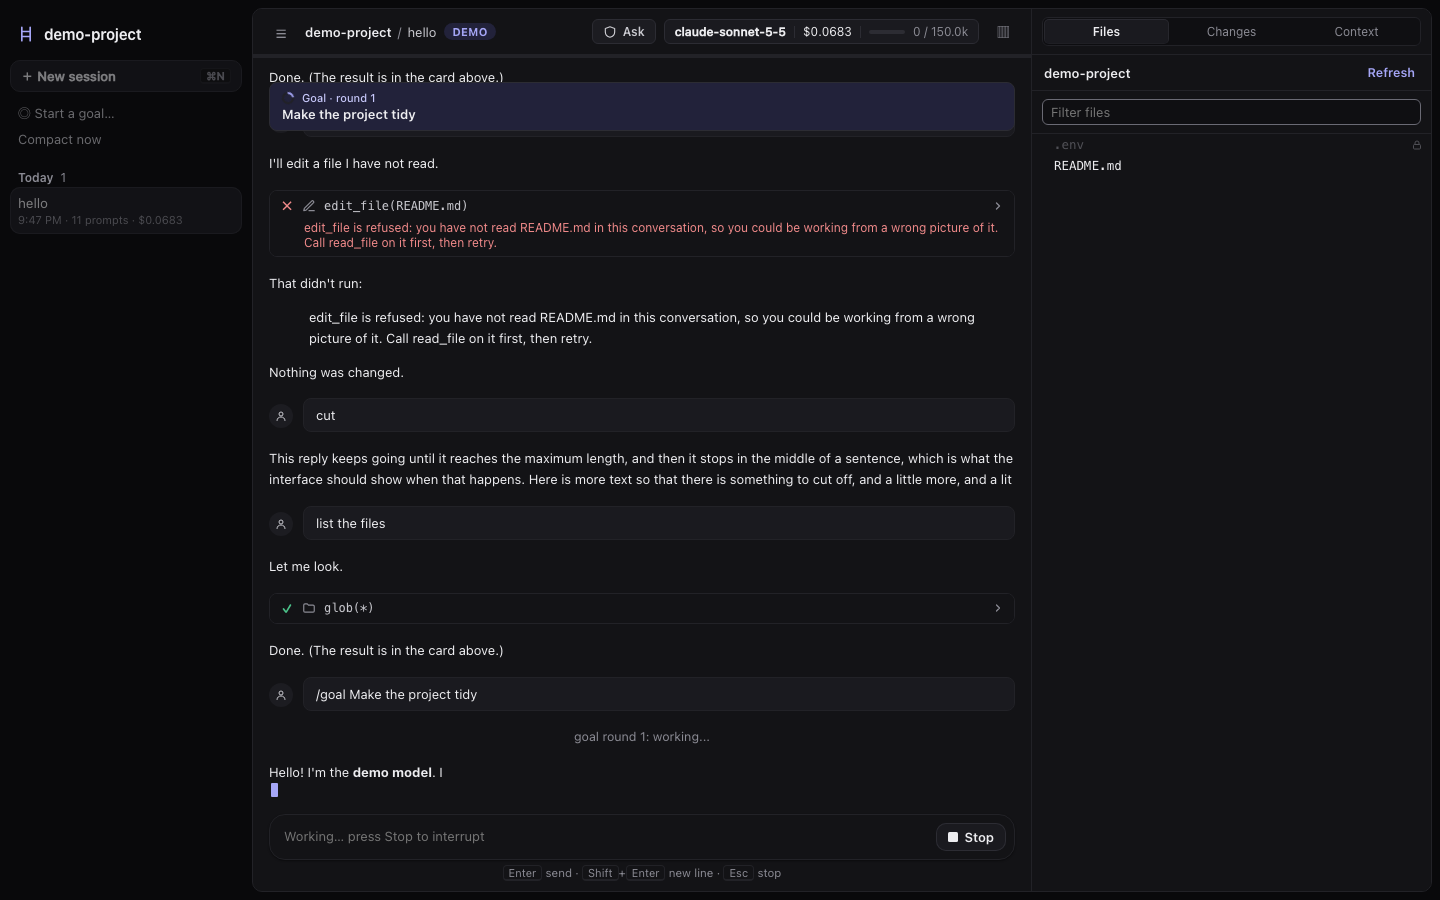 demo-project
+ New session ⌘N
Start a goal...
Compact now
Today 1
hello
9:47 PM · 11 prompts · $0.0683
demo-project / hello DEMO
Ask
claude-sonnet-5-5 $0.0683 0 / 150.0k
Done. (The result is in the card above.)
Goal · round 1
Make the project tidy
I'll edit a file I have not read.
edit_file(README.md)
edit_file is refused: you have not read README.md in this conversation, so you could be working from a wrong picture of it.
Call read_file on it first, then retry.
That didn't run:
edit_file is refused: you have not read README.md in this conversation, so you could be working from a wrong
picture of it. Call read_file on it first, then retry.
Nothing was changed.
cut
This reply keeps going until it reaches the maximum length, and then it stops in the middle of a sentence, which is what the
interface should show when that happens. Here is more text so that there is something to cut off, and a little more, and a lit
list the files
Let me look.
glob(*)
Done. (The result is in the card above.)
/goal Make the project tidy
goal round 1: working...
Hello! I'm the demo model. I
Working... press Stop to interrupt
Stop
Enter send · Shift+Enter new line · Esc stop
Files Changes Context
demo-project Refresh
Filter files
.env
README.md